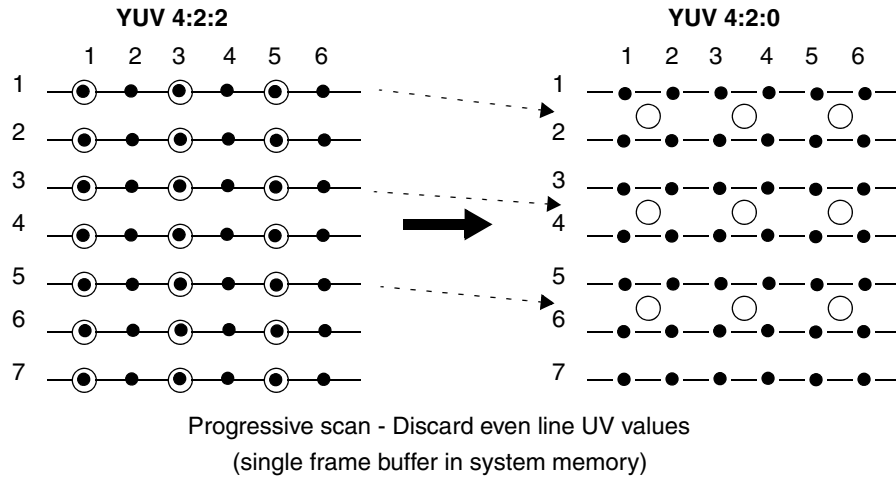 YUV 4:2:2 YUV 4:2:0
1 2 3 4 5 6 1 2 3 4 5 6
1 1
2 2
3 3
4 4
5 5
6 6
7 7
Progressive scan - Discard even line UV values
(single frame buffer in system memory)